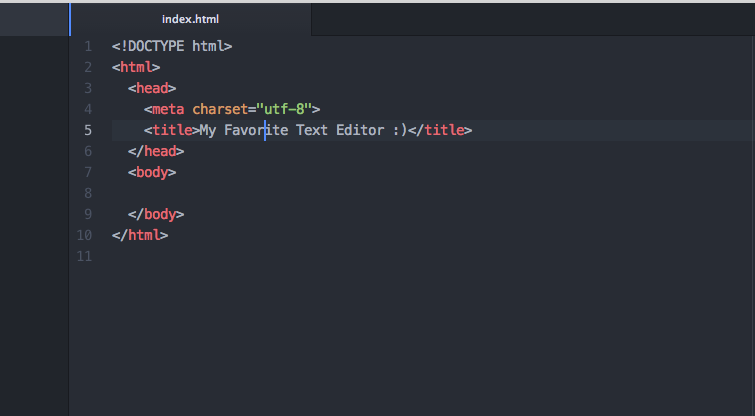 index.html
1 <!DOCTYPE html>
2 <html>
3   <head>
4     <meta charset="utf-8">
5     <title>My Favorite Text Editor :)</title>
6   </head>
7   <body>
8
9   </body>
10 </html>
11